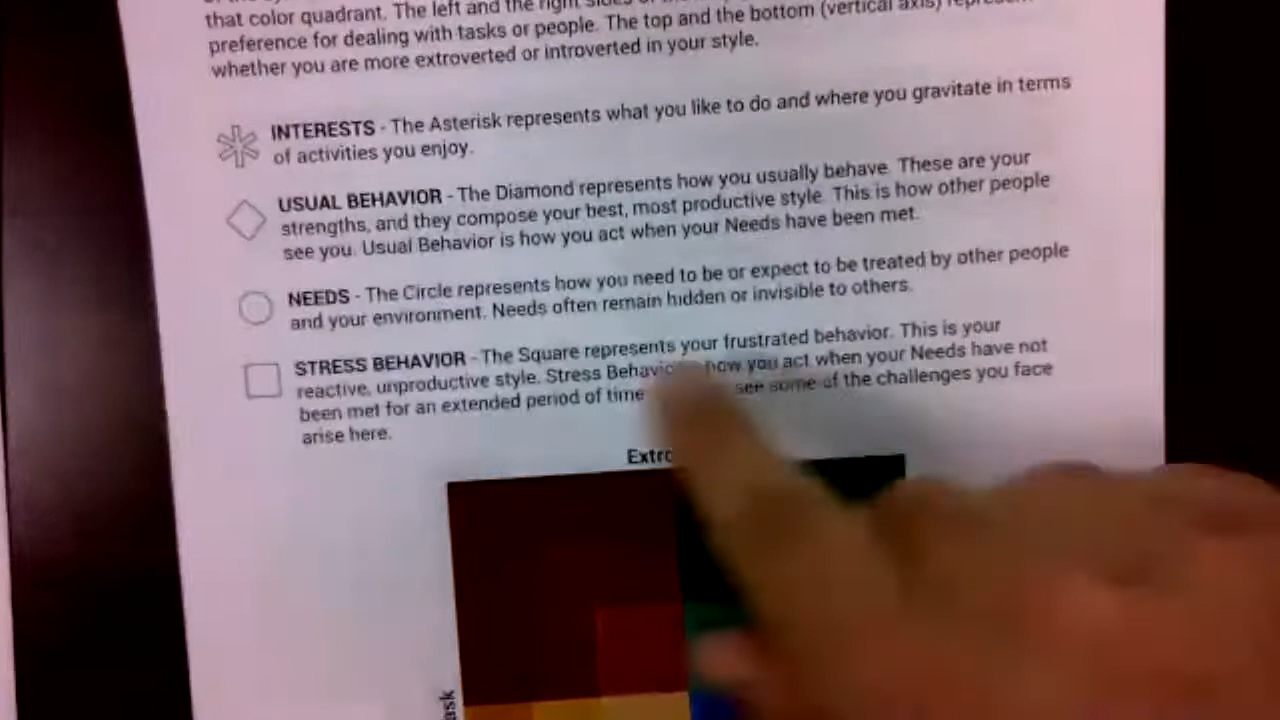 that color quadrant. The left and the right sides of the
preference for dealing with tasks or people. The top and the bottom (vertical axis) represent
whether you are more extroverted or introverted in your style.
INTERESTS - The Asterisk represents what you like to do and where you gravitate in terms
of activities you enjoy.
USUAL BEHAVIOR - The Diamond represents how you usually behave. These are your
strengths, and they compose your best, most productive style. This is how other people
see you. Usual Behavior is how you act when your Needs have been met.
NEEDS - The Circle represents how you need to be or expect to be treated by other people
and your environment. Needs often remain hidden or invisible to others.
STRESS BEHAVIOR - The Square represents your frustrated behavior. This is your
reactive, unproductive style. Stress Behavio how you act when your Needs have not
been met for an extended period of time see some of the challenges you face
arise here.
Extro
ask